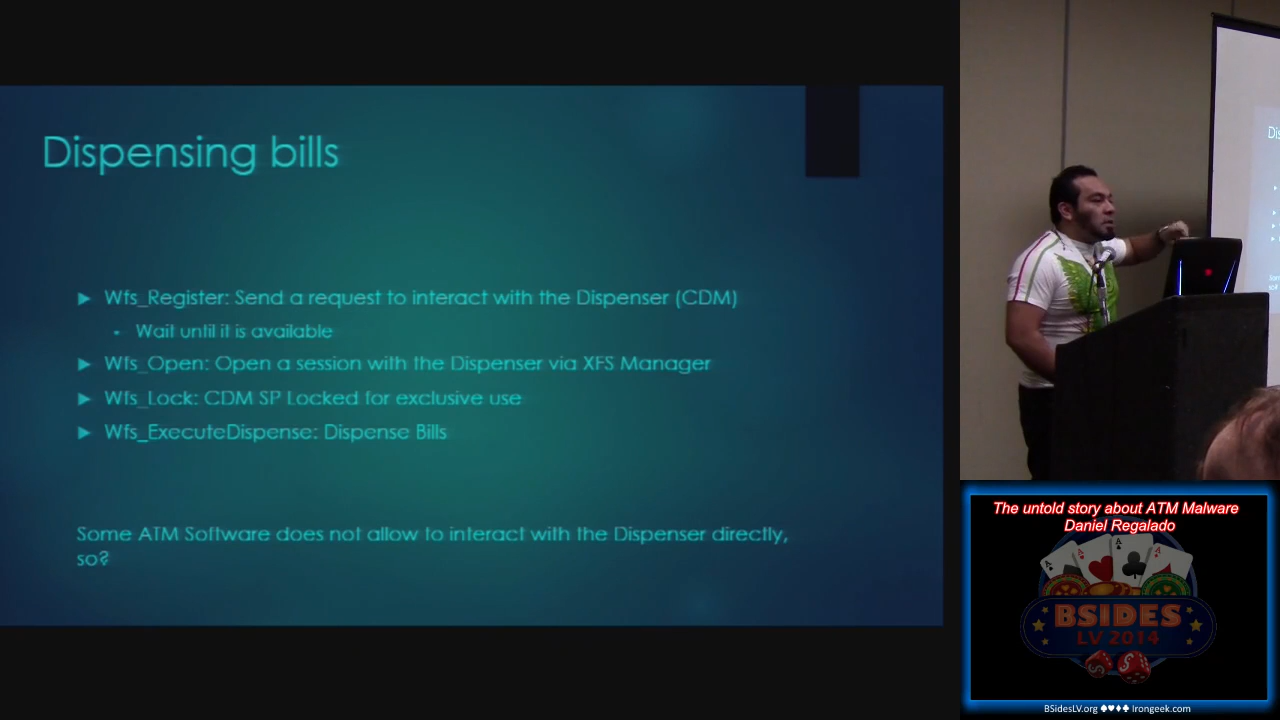 Dispensing bills
Wfs_Register: Send a request to interact with the Dispenser (CDM)
Wait until it is available
Wfs_Open: Open a session with the Dispenser via XFS Manager
Wfs_Lock: CDM SP Locked for exclusive use
Wfs_ExecuteDispense: Dispense Bills
Some ATM Software does not allow to interact with the Dispenser directly,
so?
The untold story about ATM Malware
Daniel Regalado
BSIDES
LV 2014
BSidesLV.org ♠♥♦♣ Irongeek.com